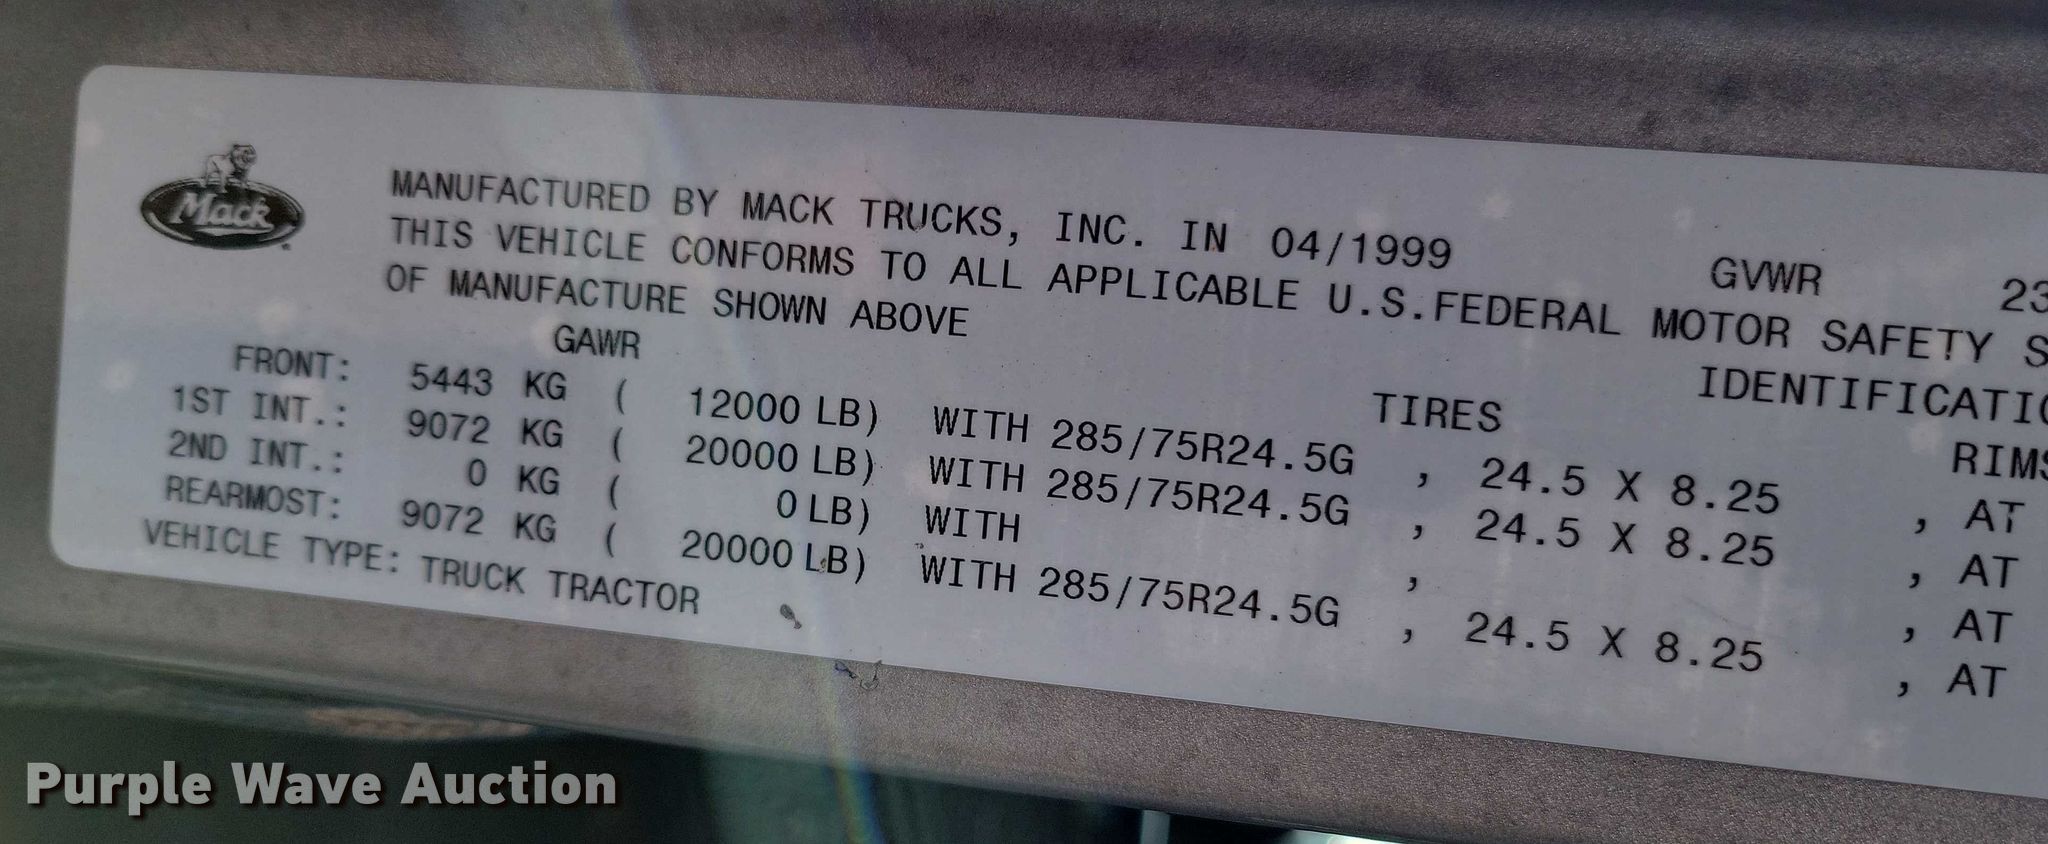 Mack
MANUFACTURED BY MACK TRUCKS, INC. IN 04/1999 GVWR 23
THIS VEHICLE CONFORMS TO ALL APPLICABLE U.S.FEDERAL MOTOR SAFETY S
OF MANUFACTURE SHOWN ABOVE IDENTIFICATIO
GAWR TIRES RIMS
FRONT: 5443 KG ( 12000 LB) WITH 285/75R24.5G , 24.5 X 8.25 , AT
1ST INT.: 9072 KG ( 20000 LB) WITH 285/75R24.5G , 24.5 X 8.25 , AT
2ND INT.: 0 KG ( 0 LB) WITH , , AT
REARMOST: 9072 KG ( 20000 LB) WITH 285/75R24.5G , 24.5 X 8.25 , AT
VEHICLE TYPE: TRUCK TRACTOR
Purple Wave Auction